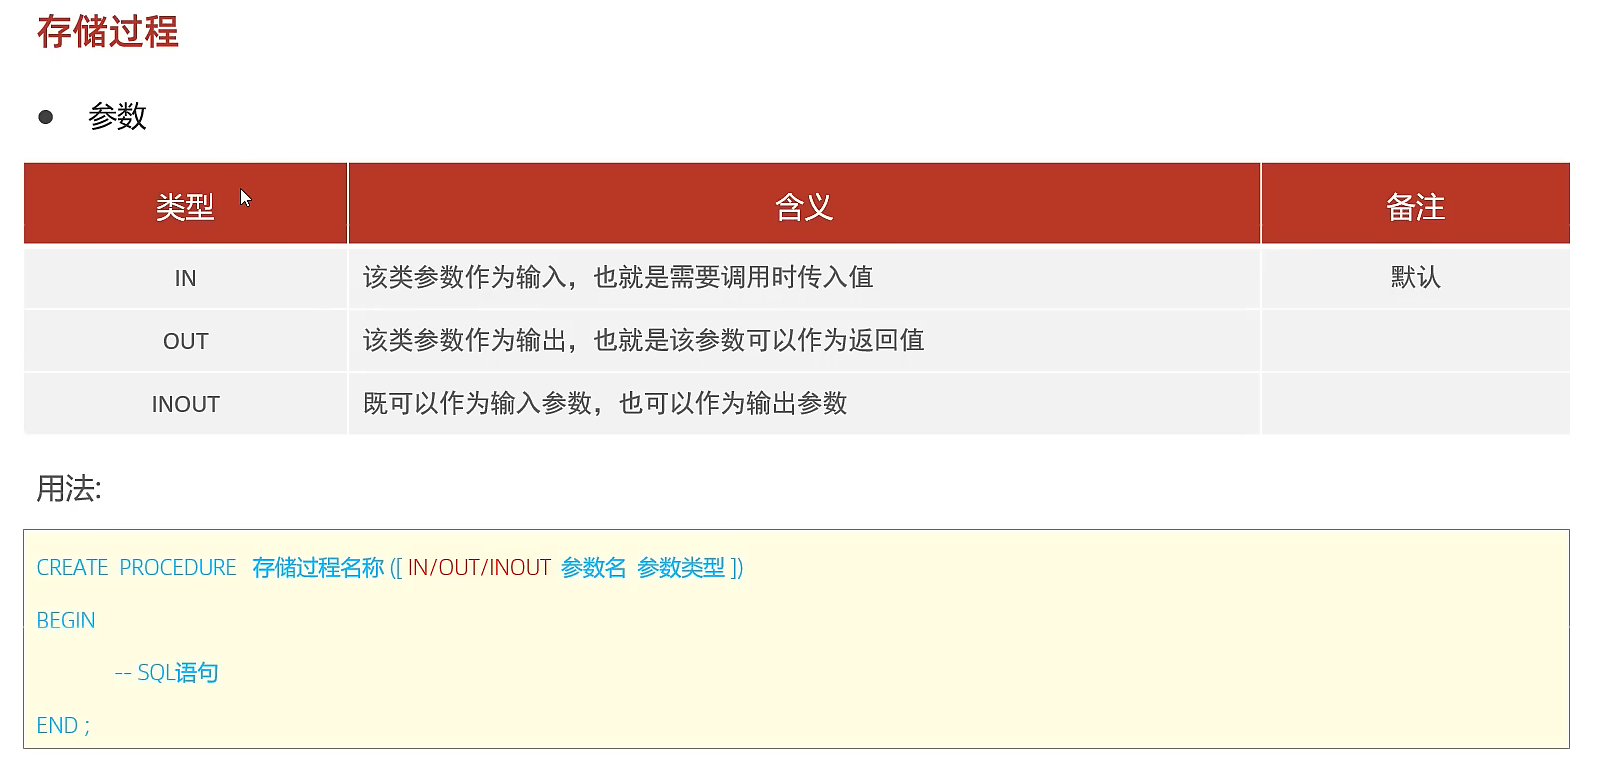 存储过程
● 参数
类型 含义 备注
IN 该类参数作为输入，也就是需要调用时传入值 默认
OUT 该类参数作为输出，也就是该参数可以作为返回值
INOUT 既可以作为输入参数，也可以作为输出参数
用法:
CREATE PROCEDURE 存储过程名称 ([ IN/OUT/INOUT 参数名 参数类型 ])
BEGIN
-- SQL语句
END ;